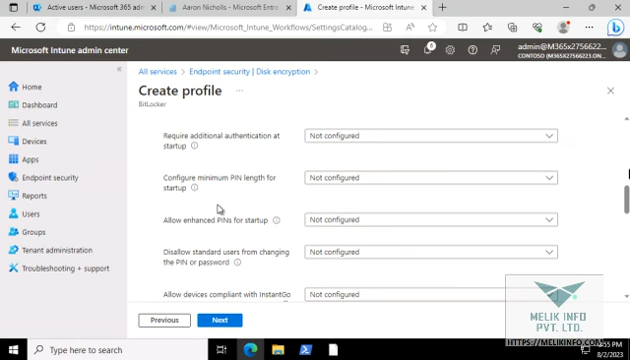 Active users - Microsoft 365 adm
Aaron Nicholls - Microsoft Entra
Create profile - Microsoft Intune
https://intune.microsoft.com/#view/Microsoft_Intune_Workflows/SettingsCatalog...
Microsoft Intune admin center
admin@M365x2756622...
CONTOSO (M365X27566223.ON...
Home
Dashboard
All services
Devices
Apps
Endpoint security
Reports
Users
Groups
Tenant administration
Troubleshooting + support
All services > Endpoint security | Disk encryption >
Create profile ...
BitLocker
Require additional authentication at
startup
Not configured
Configure minimum PIN length for
startup
Not configured
Allow enhanced PINs for startup
Not configured
Disallow standard users from changing
the PIN or password
Not configured
Allow devices compliant with InstantGo
Not configured
Previous
Next
MELIK INFO
PVT. LTD.
HTTPS://MELIKINFO.COM/
Type here to search
:55 PM
8/2/2023